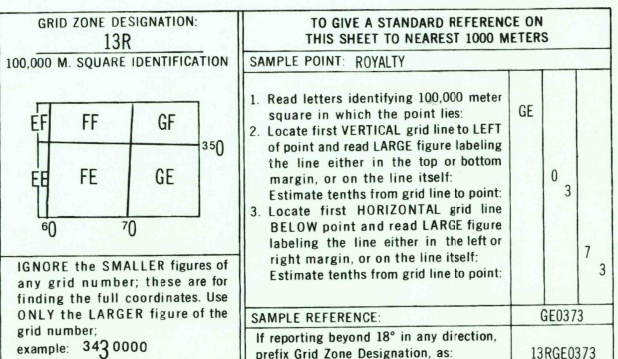 GRID ZONE DESIGNATION:
13R
100,000 M. SQUARE IDENTIFICATION
EF FF GF
350
EE FE GE
60 70
IGNORE the SMALLER figures of
any grid number; these are for
finding the full coordinates. Use
ONLY the LARGER figure of the
grid number;
example: 3430000
TO GIVE A STANDARD REFERENCE ON
THIS SHEET TO NEAREST 1000 METERS
SAMPLE POINT: ROYALTY
1. Read letters identifying 100,000 meter
square in which the point lies: GE
2. Locate first VERTICAL grid line to LEFT
of point and read LARGE figure labeling
the line either in the top or bottom
margin, or on the line itself: 0
Estimate tenths from grid line to point: 3
3. Locate first HORIZONTAL grid line
BELOW point and read LARGE figure
labeling the line either in the left or
right margin, or on the line itself: 7
Estimate tenths from grid line to point: 3
SAMPLE REFERENCE: GE0373
If reporting beyond 18° in any direction,
prefix Grid Zone Designation, as: 13RGE0373